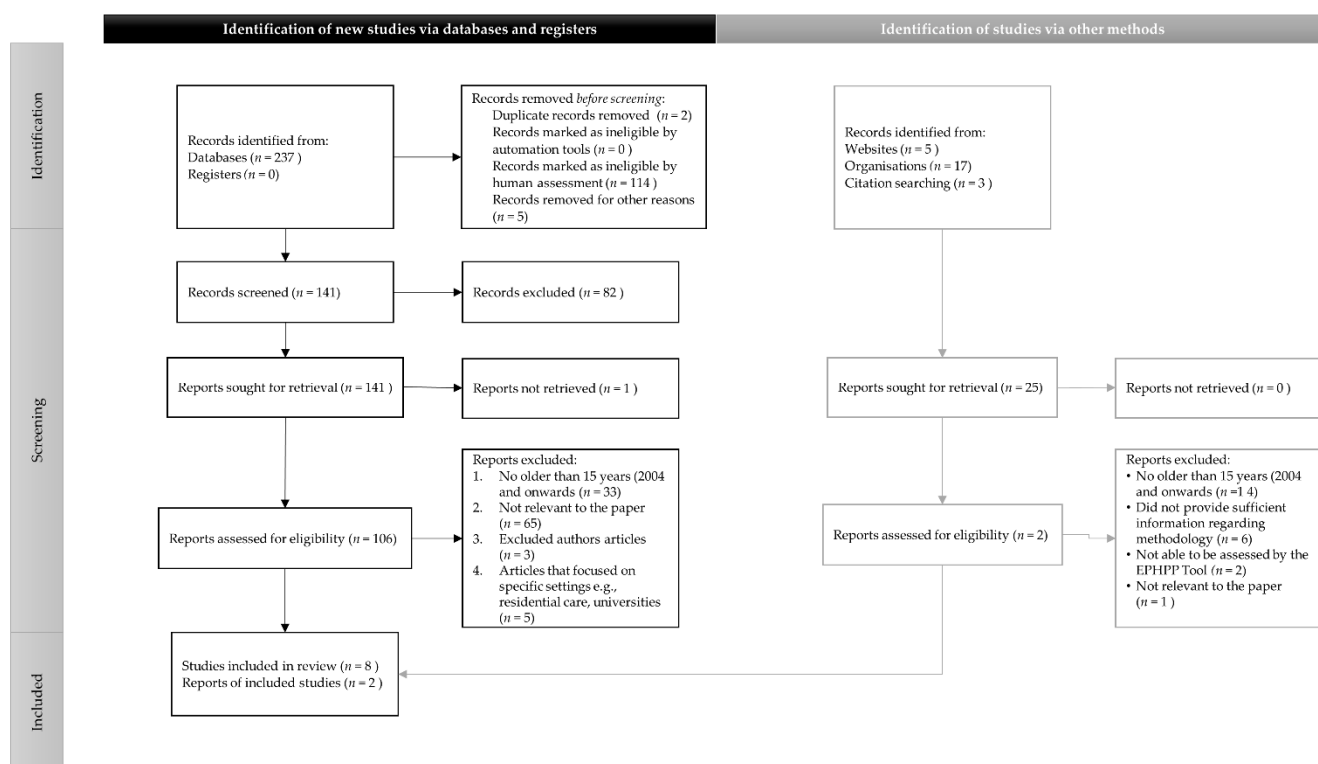 Identification of new studies via databases and registers
Identification of studies via other methods
Identification
Records identified from:
Databases (n = 237 )
Registers (n = 0)
Records removed before screening:
Duplicate records removed (n = 2)
Records marked as ineligible by
automation tools (n = 0 )
Records marked as ineligible by
human assessment (n = 114 )
Records removed for other reasons
(n = 5)
Records identified from:
Websites (n = 5 )
Organisations (n = 17)
Citation searching (n = 3 )
Screening
Records screened (n = 141)
Records excluded (n = 82 )
Reports sought for retrieval (n = 141 )
Reports not retrieved (n = 1 )
Reports sought for retrieval (n = 25)
Reports not retrieved (n = 0 )
Reports assessed for eligibility (n = 106)
Reports excluded:
1. No older than 15 years (2004
and onwards (n = 33)
2. Not relevant to the paper
(n = 65)
3. Excluded authors articles
(n = 3)
4. Articles that focused on
specific settings e.g.,
residential care, universities
(n = 5)
Reports assessed for eligibility (n = 2)
Reports excluded:
• No older than 15 years (2004
and onwards (n =1 4)
• Did not provide sufficient
information regarding
methodology (n = 6)
• Not able to be assessed by the
EPHPP Tool (n = 2)
• Not relevant to the paper
(n = 1 )
Included
Studies included in review (n = 8 )
Reports of included studies (n = 2 )